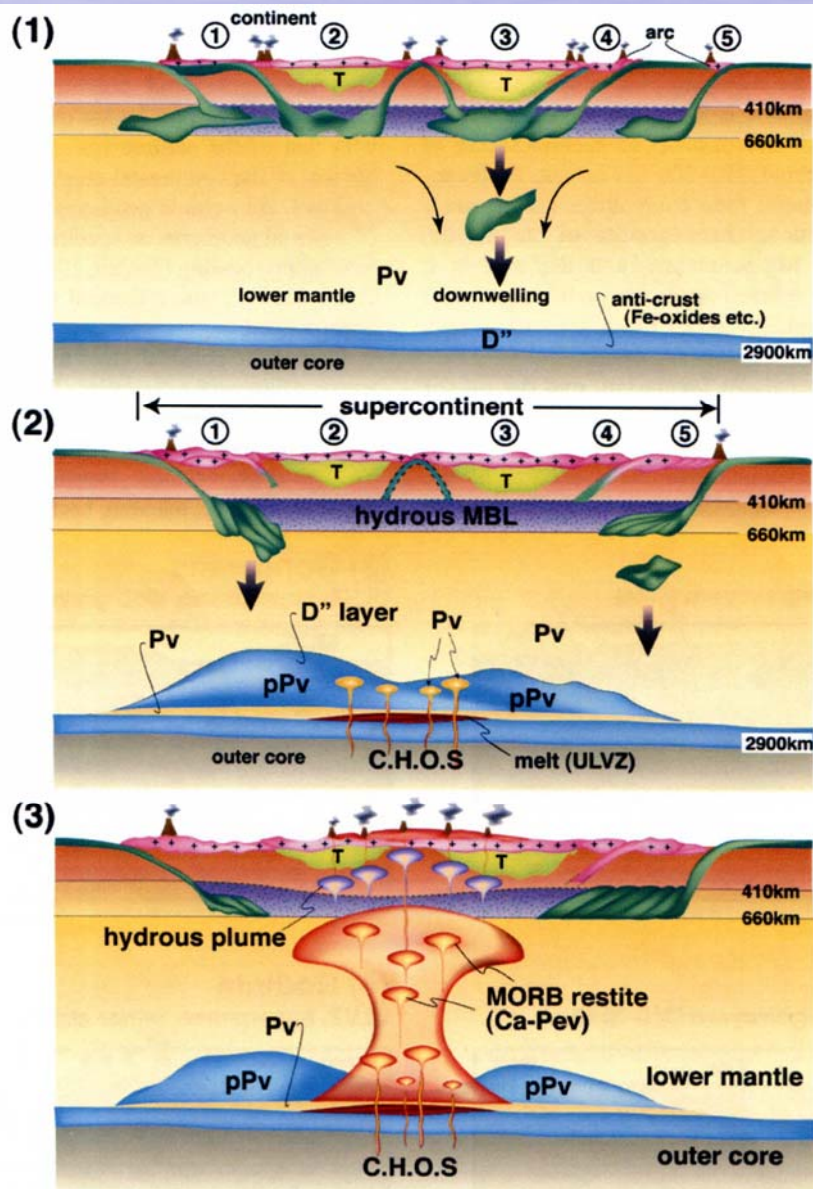 (1)
continent
① ② ③ ④ arc ⑤
T T
410km
660km
Pv
lower mantle downwelling anti-crust
(Fe-oxides etc.)
D”
outer core
2900km
supercontinent
(2)
① ② ③ ④ ⑤
T T
410km
hydrous MBL
660km
D” layer
Pv Pv Pv
pPv pPv
2900km
outer core C.H.O.S melt (ULVZ)
(3)
T T
410km
660km
hydrous plume
MORB restite
(Ca-Pev)
Pv
pPv pPv lower mantle
outer core
C.H.O.S